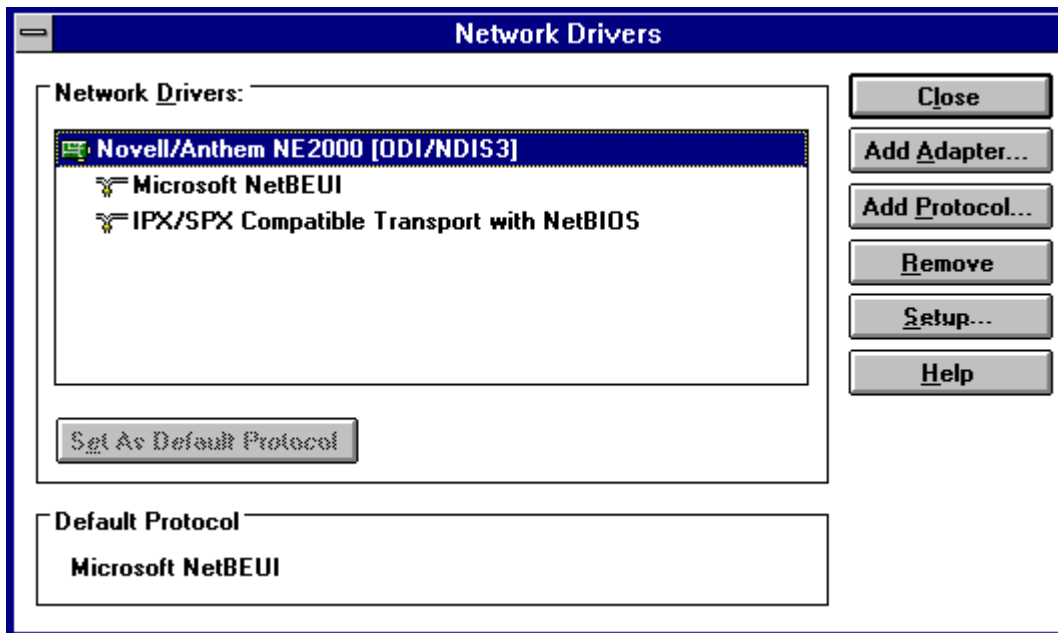 Network Drivers
Network Drivers:
Novell/Anthem NE2000 [ODI/NDIS3]
Microsoft NetBEUI
IPX/SPX Compatible Transport with NetBIOS
Set As Default Protocol
Default Protocol
Microsoft NetBEUI
Close
Add Adapter...
Add Protocol...
Remove
Setup...
Help